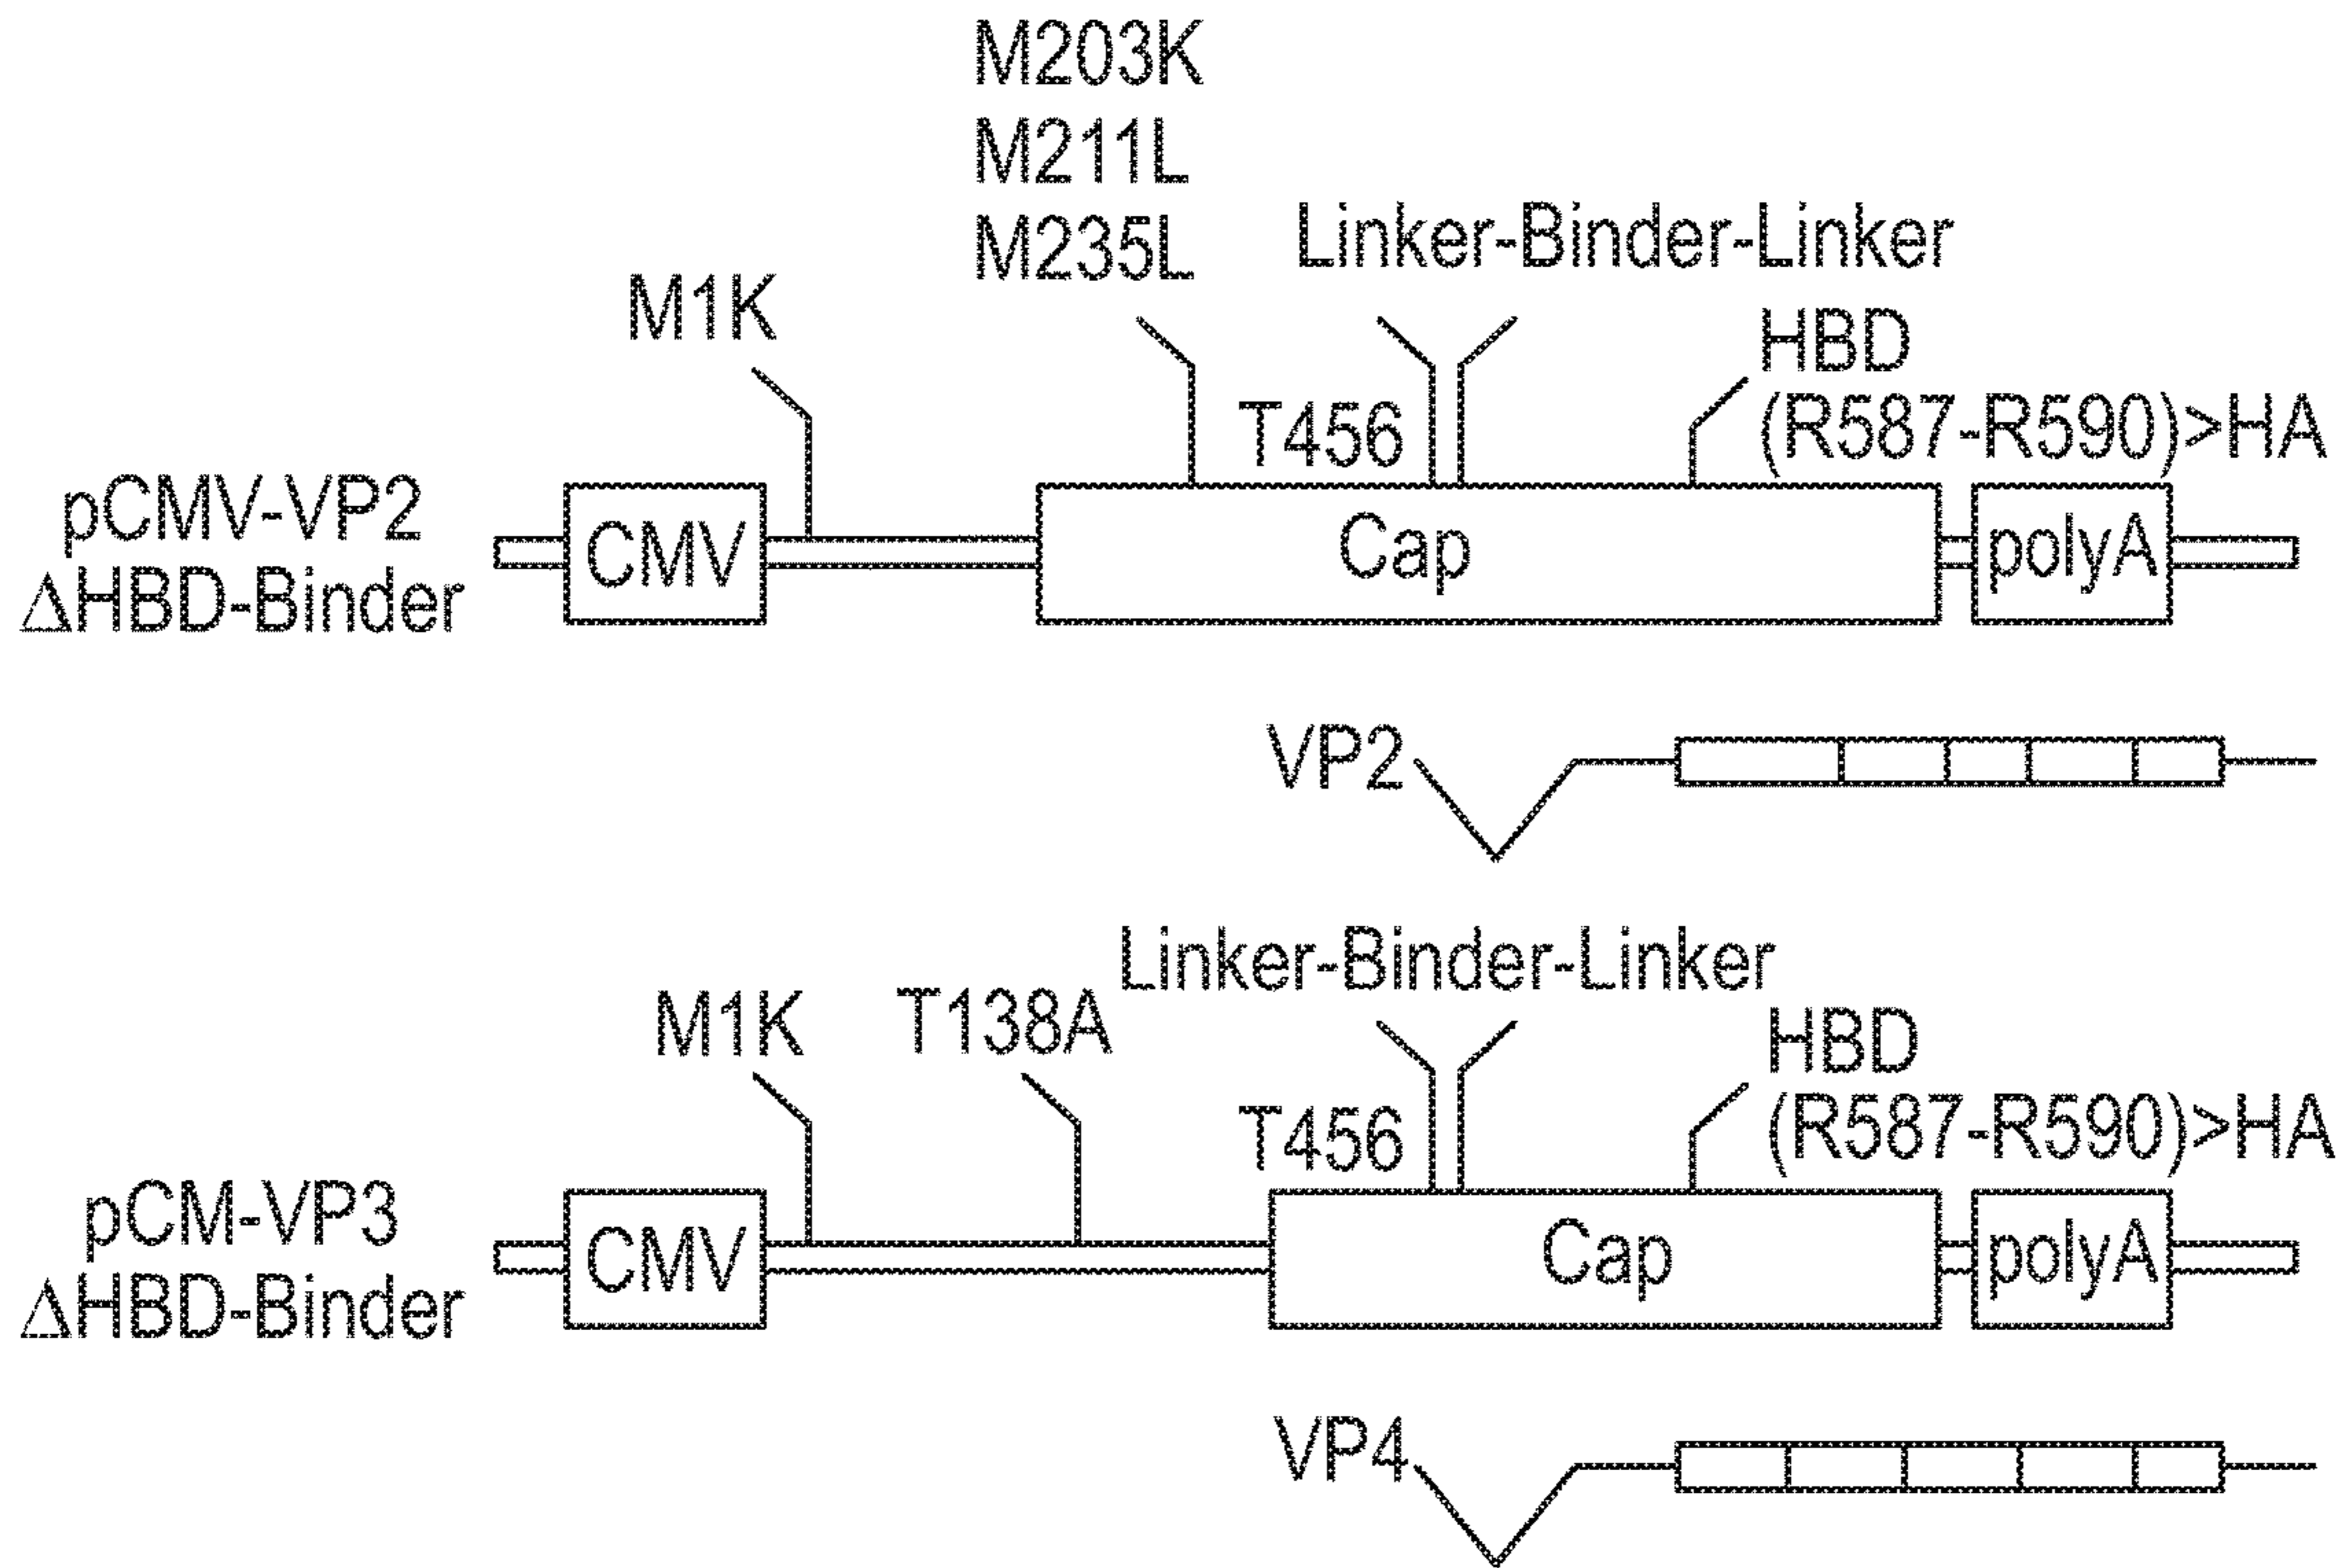 M203K
M211L
M235L
Linker-Binder-Linker
M1K
HBD
(R587-R590)>HA
T456
pCMV-VP2
ΔHBD-Binder
CMV
Cap
polyA
VP2
Linker-Binder-Linker
M1K
T138A
HBD
(R587-R590)>HA
T456
pCM-VP3
ΔHBD-Binder
CMV
Cap
polyA
VP4